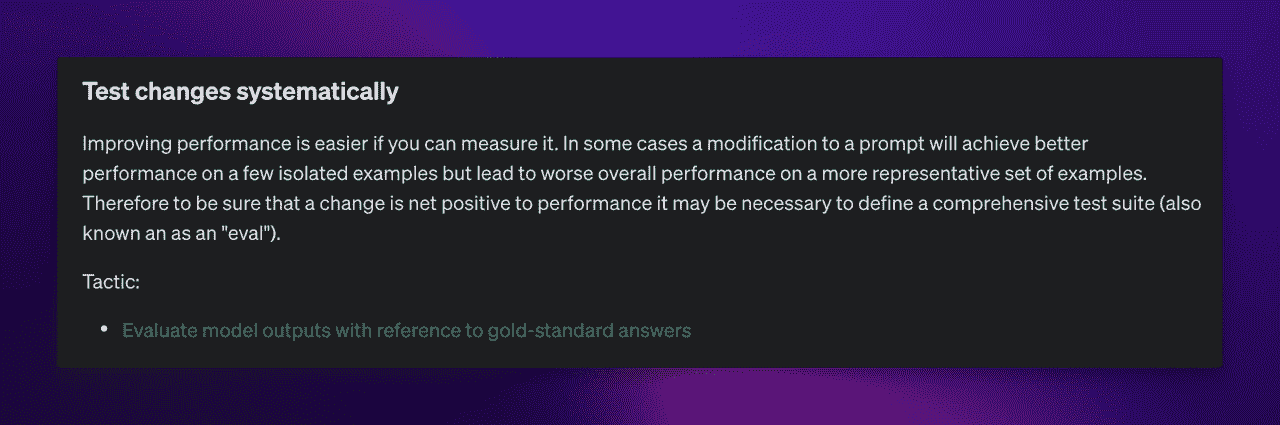 Test changes systematically
Improving performance is easier if you can measure it. In some cases a modification to a prompt will achieve better
performance on a few isolated examples but lead to worse overall performance on a more representative set of examples.
Therefore to be sure that a change is net positive to performance it may be necessary to define a comprehensive test suite (also
known an as an "eval").
Tactic:
• Evaluate model outputs with reference to gold-standard answers